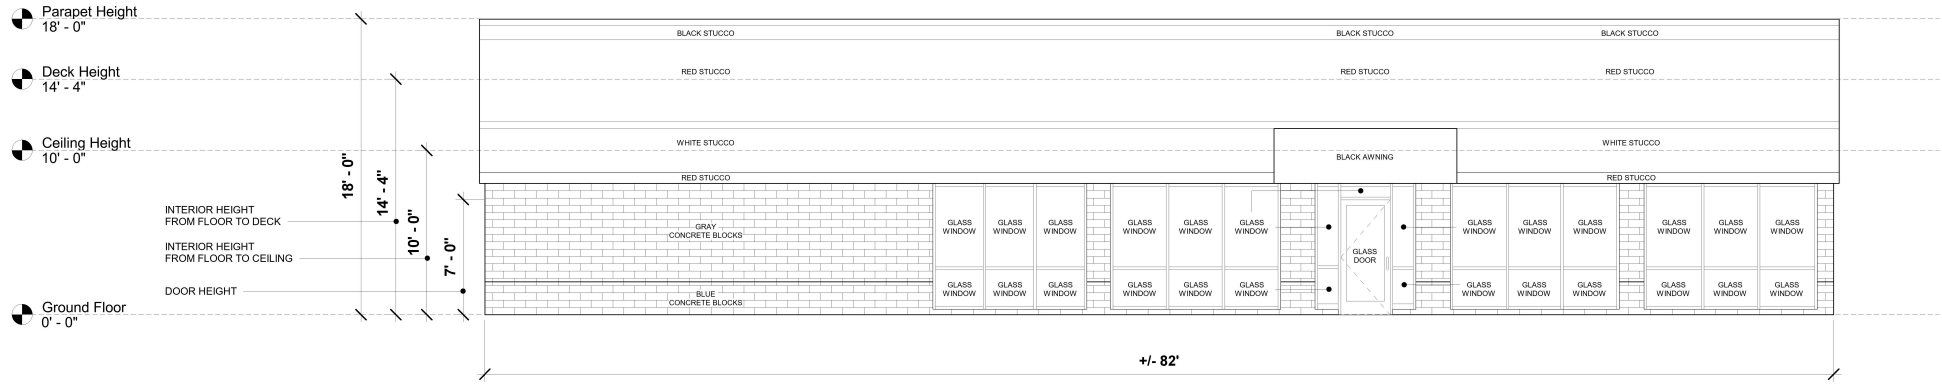 Parapet Height
18' - 0"
BLACK STUCCO BLACK STUCCO BLACK STUCCO
Deck Height
14' - 4"
RED STUCCO RED STUCCO RED STUCCO
Ceiling Height
10' - 0"
WHITE STUCCO WHITE STUCCO
BLACK AWNING
RED STUCCO RED STUCCO
18' - 0"
14' - 4"
10' - 0"
7' - 0"
INTERIOR HEIGHT
FROM FLOOR TO DECK
INTERIOR HEIGHT
FROM FLOOR TO CEILING
DOOR HEIGHT
GRAY
CONCRETE BLOCKS
GLASS GLASS GLASS GLASS GLASS GLASS GLASS GLASS GLASS GLASS GLASS GLASS
WINDOW WINDOW WINDOW WINDOW WINDOW WINDOW WINDOW WINDOW WINDOW WINDOW WINDOW WINDOW
GLASS
DOOR
BLUE
CONCRETE BLOCKS
GLASS GLASS GLASS GLASS GLASS GLASS GLASS GLASS GLASS GLASS GLASS GLASS
WINDOW WINDOW WINDOW WINDOW WINDOW WINDOW WINDOW WINDOW WINDOW WINDOW WINDOW WINDOW
Ground Floor
0' - 0"
+/- 82'